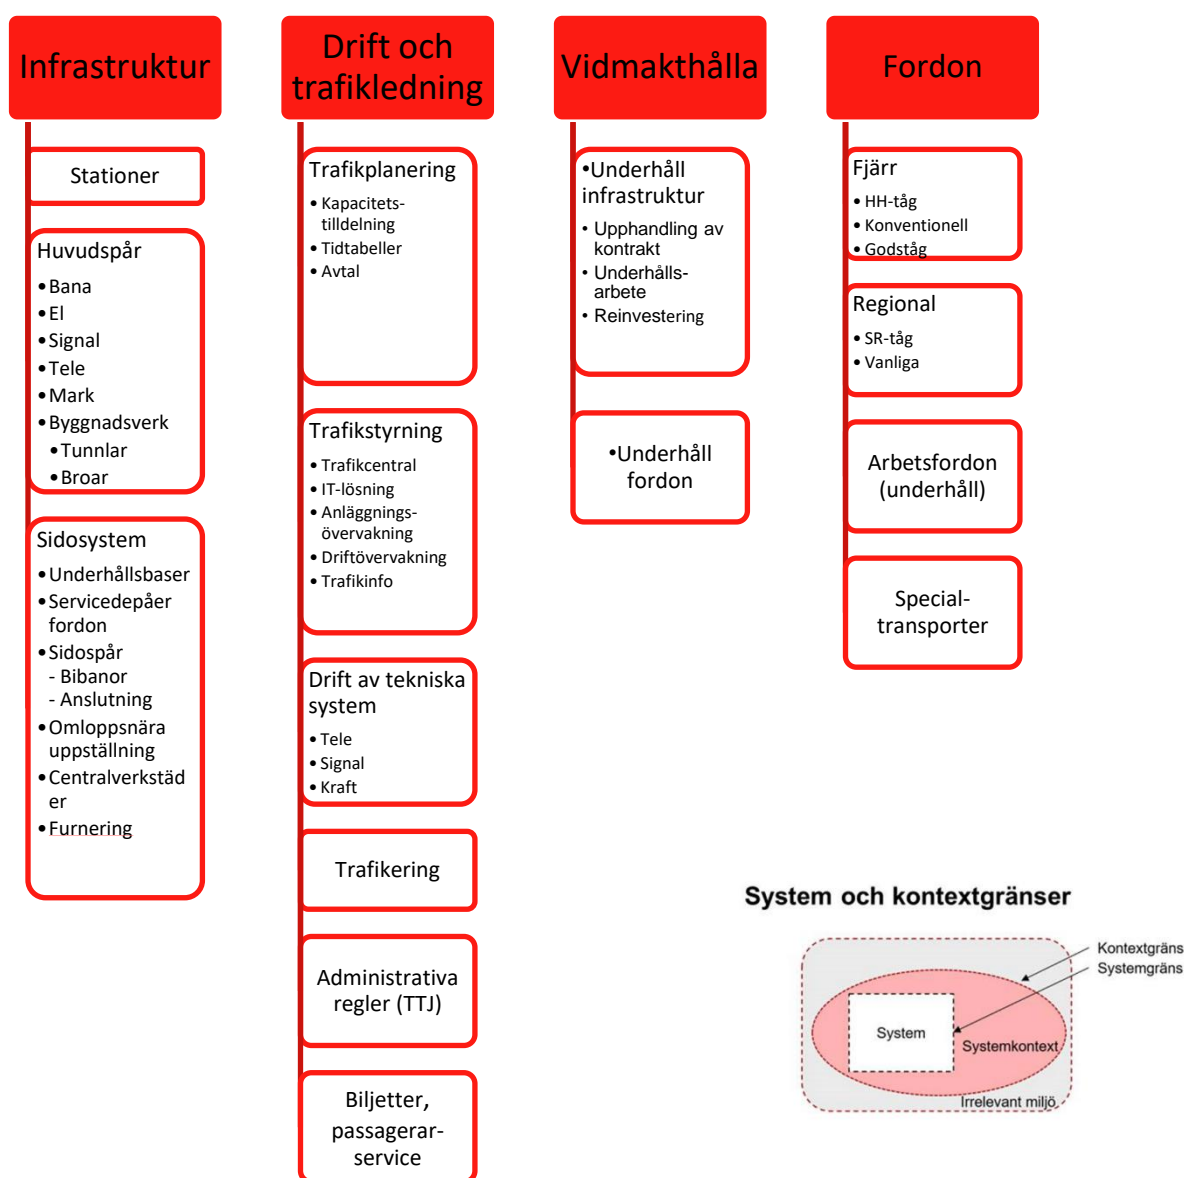 Infrastruktur
Stationer
Huvudspår
•Bana
•El
•Signal
•Tele
•Mark
•Byggnadsverk
•Tunnlar
•Broar
Sidosystem
•Underhållsbaser
•Servicedepåer
fordon
•Sidospår
- Bibanor
- Anslutning
•Omloppsnära
uppställning
•Centralverkstäd
er
•Furnering
Drift och
trafikledning
Trafikplanering
• Kapacitets-
tilldelning
• Tidtabeller
• Avtal
Trafikstyrning
• Trafikcentral
• IT-lösning
• Anläggnings-
övervakning
• Driftövervakning
• Trafikinfo
Drift av tekniska
system
• Tele
• Signal
• Kraft
Trafikering
Administrativa
regler (TTJ)
Biljetter,
passagerar-
service
Vidmakthålla
•Underhåll
infrastruktur
• Upphandling av
kontrakt
• Underhålls-
arbete
• Reinvestering
•Underhåll
fordon
Fordon
Fjärr
• HH-tåg
• Konventionell
• Godståg
Regional
• SR-tåg
• Vanliga
Arbetsfordon
(underhåll)
Special-
transporter
System och kontextgränser
Kontextgräns
Systemgräns
System
Systemkontext
Irrelevant miljö